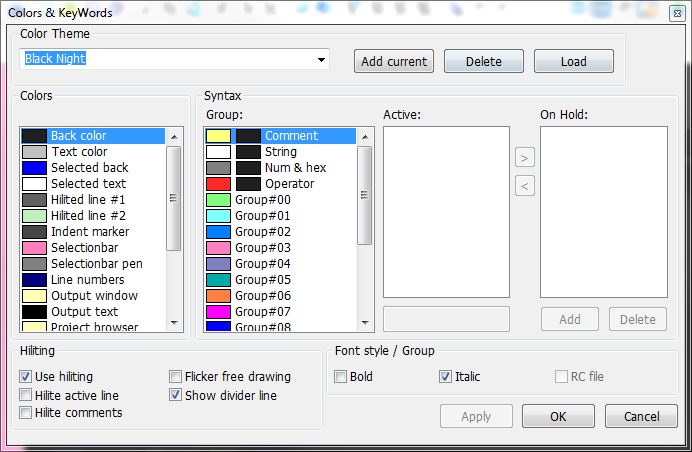 Colors & KeyWords
Color Theme
Black Night
Add current
Delete
Load
Colors
Back color
Text color
Selected back
Selected text
Hilited line #1
Hilited line #2
Indent marker
Selectionbar
Selectionbar pen
Line numbers
Output window
Output text
Project browser
Syntax
Group:
Comment
String
Num & hex
Operator
Group#00
Group#01
Group#02
Group#03
Group#04
Group#05
Group#06
Group#07
Group#08
Active:
>
<
On Hold:
Add
Delete
Hiliting
Use hiliting
Flicker free drawing
Hilite active line
Show divider line
Hilite comments
Font style / Group
Bold
Italic
RC file
Apply
OK
Cancel